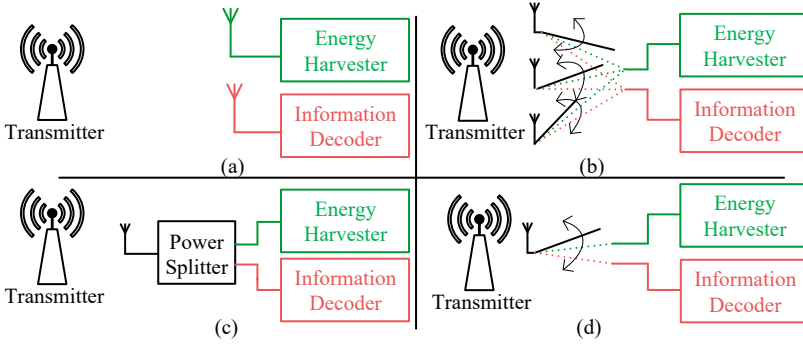 Energy
Harvester
Information
Decoder
Transmitter
(a)
Energy
Harvester
Information
Decoder
Transmitter
(b)
Power
Splitter
Energy
Harvester
Information
Decoder
Transmitter
(c)
Energy
Harvester
Information
Decoder
Transmitter
(d)